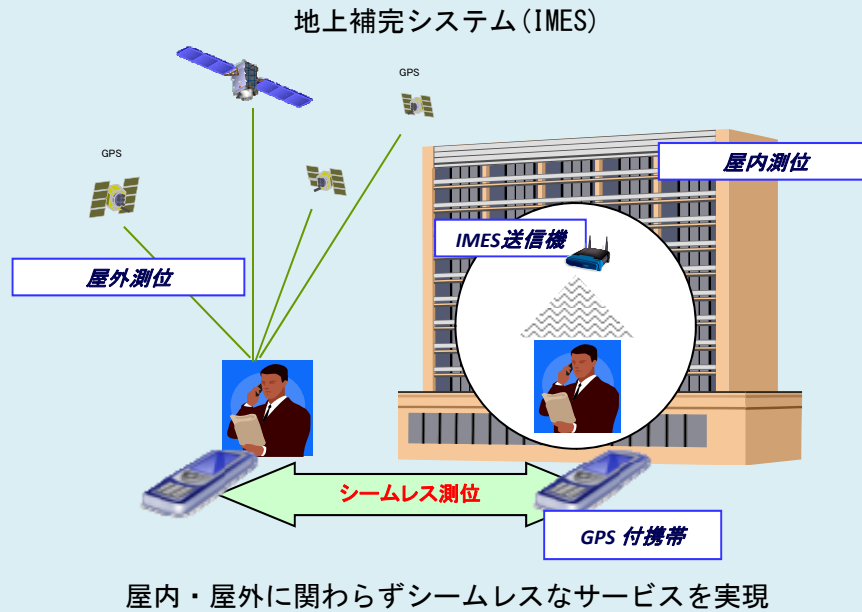 地上補完システム(IMES)
GPS
GPS
屋内測位
IMES送信機
屋外測位
シームレス測位
GPS 付携帯
屋内・屋外に関わらずシームレスなサービスを実現